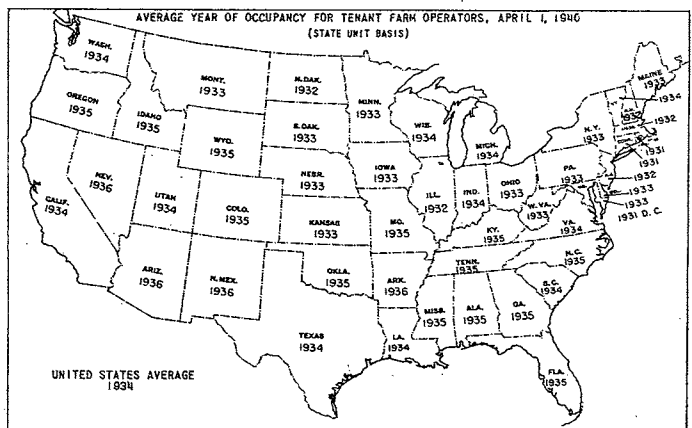 AVERAGE YEAR OF OCCUPANCY FOR TENANT FARM OPERATORS, APRIL 1, 1940
(STATE UNIT BASIS)
WASH.
1934
OREGON
1935
IDAHO
1935
MONT.
1933
N.DAK.
1932
MINN.
1933
WIS.
1934
MICH.
1934
N.Y.
1933
MAINE
1933
1934
1932
1932
1931
1931
1932
1933
1933
1931 D.C.
S.DAK.
1933
WYO.
1935
NEV.
1936
UTAH
1934
COLO.
1935
NEBR.
1933
IOWA
1933
ILL.
1932
IND.
1934
OHIO
1933
PA.
1933
W.VA.
1933
VA.
1934
CALIF.
1934
KANSAS
1933
MO.
1935
KY.
1935
N.C.
1935
TENN.
1935
S.C.
1934
ARIZ.
1936
N.MEX.
1936
OKLA.
1935
ARK.
1936
MISS.
1935
ALA.
1935
GA.
1935
TEXAS
1934
LA.
1934
FLA.
1935
UNITED STATES AVERAGE
1934